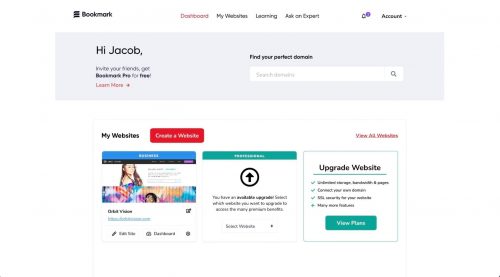 Bookmark
Dashboard My Websites Learning Ask an Expert Account
Hi Jacob,
Invite your friends, get
Bookmark Pro for free!
Learn More →
Find your perfect domain
Search domains
My Websites Create a Website View All Websites
BUSINESS
Orbit Vision
Edit Site Dashboard
PROFESSIONAL
You have an available upgrade! Select
which website you want to upgrade to
access the many premium benefits.
Select Website
Upgrade Website
Unlimited storage, bandwidth & pages
Connect your own domain
SSL security for your website
Many more features
View Plans